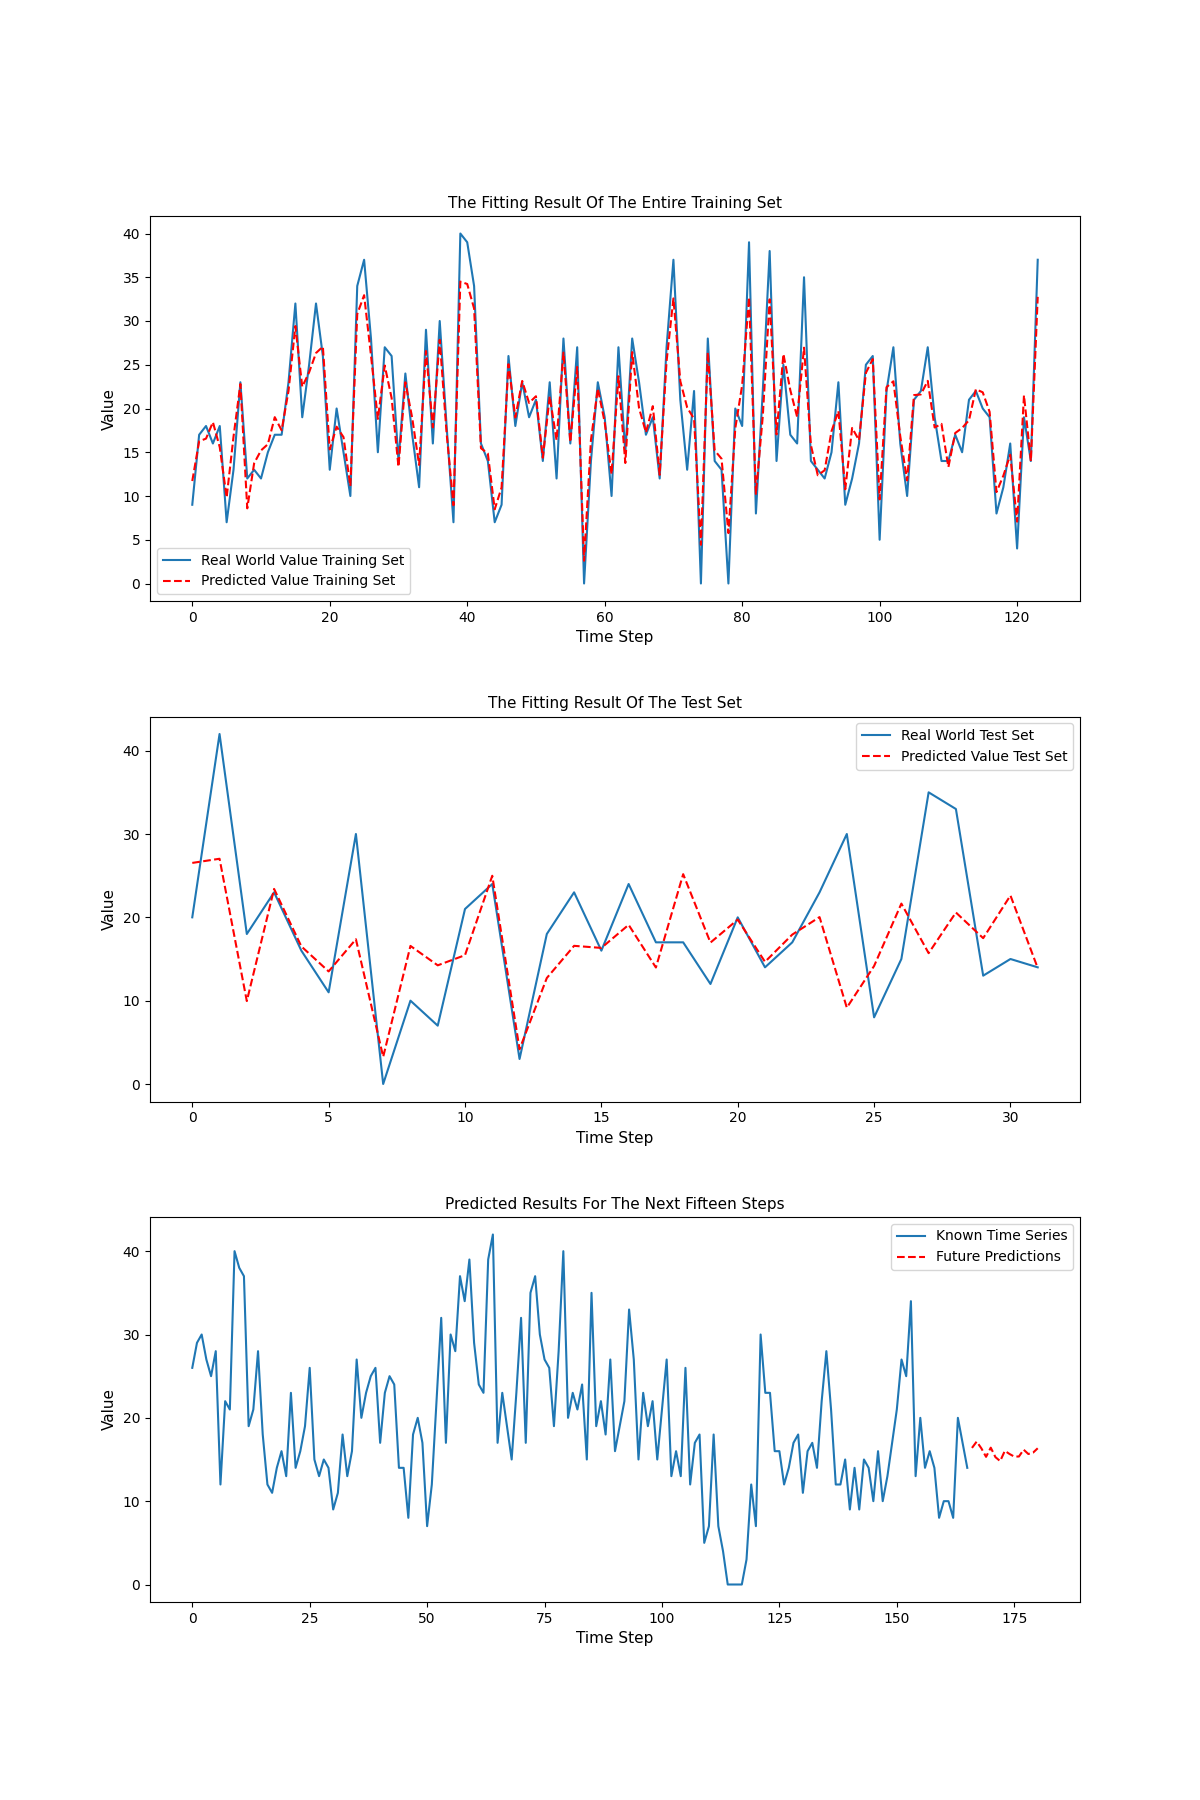 The Fitting Result Of The Entire Training Set
40
35
30
25
20
15
10
5
0
Value
Real World Value Training Set
Predicted Value Training Set
0 20 40 60 80 100 120
Time Step
The Fitting Result Of The Test Set
40
30
20
10
0
Value
Real World Test Set
Predicted Value Test Set
0 5 10 15 20 25 30
Time Step
Predicted Results For The Next Fifteen Steps
40
30
20
10
0
Value
Known Time Series
Future Predictions
0 25 50 75 100 125 150 175
Time Step